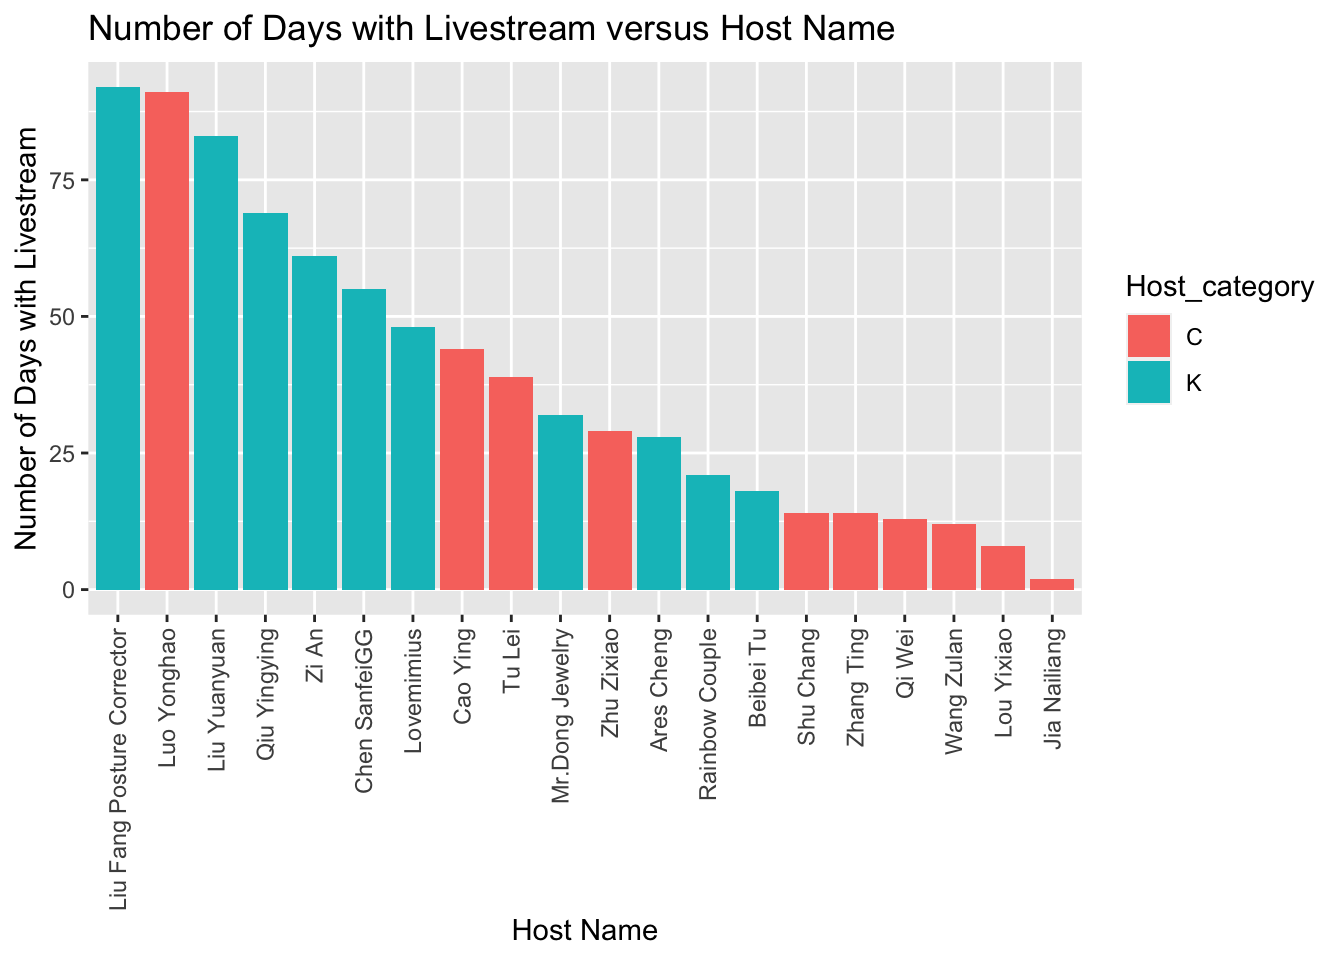 Number of Days with Livestream versus Host Name
Number of Days with Livestream
75
50
25
0
Liu Fang Posture Corrector
Luo Yonghao
Liu Yuanyuan
Qiu Yingying
Zi An
Chen SanfeiGG
Lovemimius
Cao Ying
Tu Lei
Mr.Dong Jewelry
Zhu Zixiao
Ares Cheng
Rainbow Couple
Beibei Tu
Shu Chang
Zhang Ting
Qi Wei
Wang Zulan
Lou Yixiao
Jia Nailiang
Host Name
Host_category
C
K